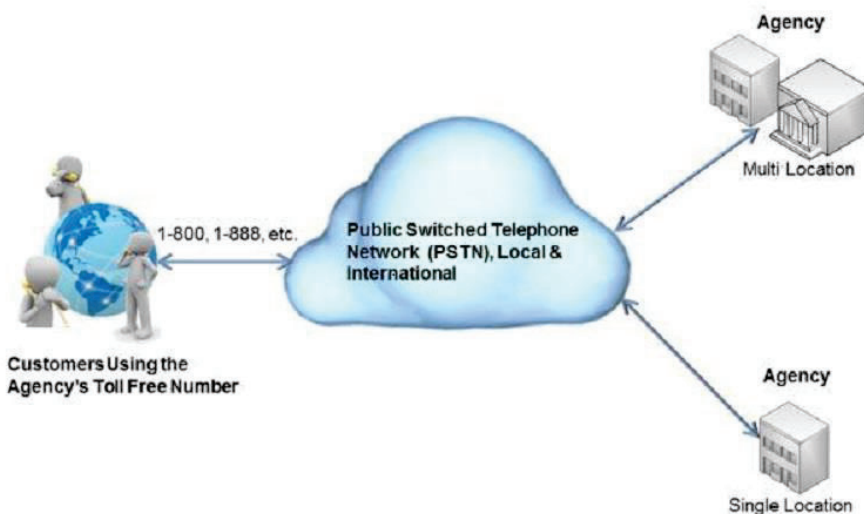 Agency
Multi Location
1-800, 1-888, etc.
Public Switched Telephone
Network (PSTN), Local &
International
Customers Using the
Agency's Toll Free Number
Agency
Single Location